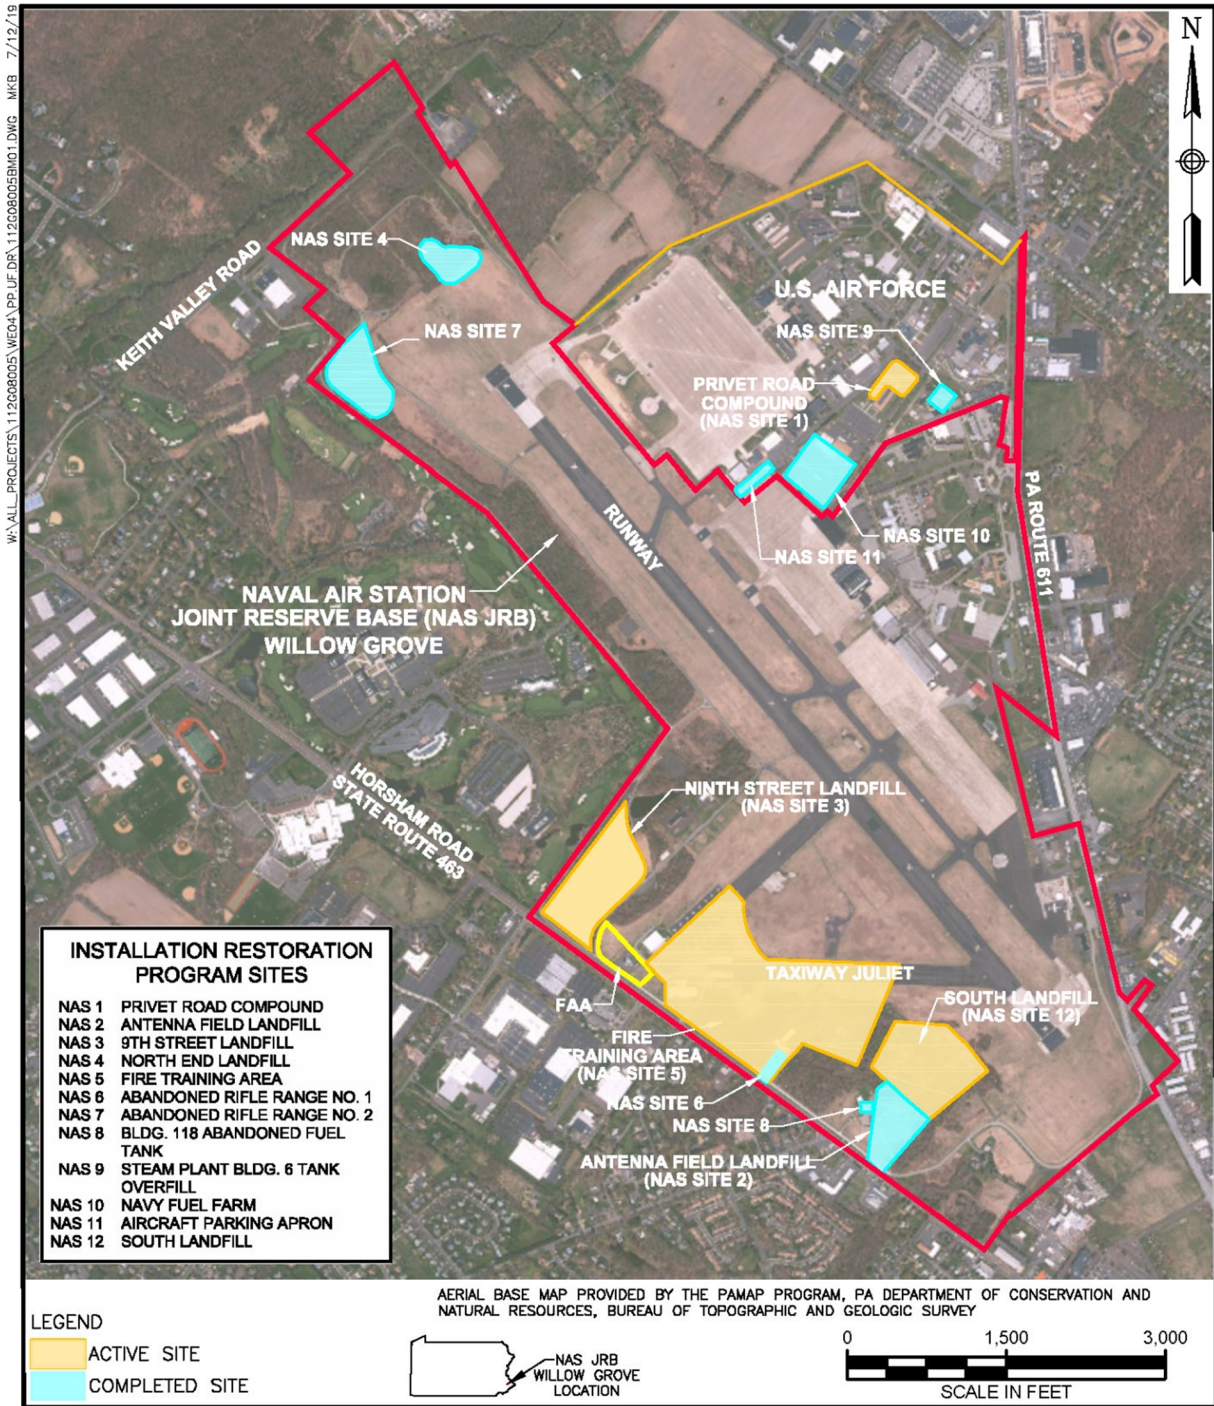 W:\ALL_PROJECTS\112G08005\WE04\PP.UF.DR\112G08005BM01.DWG MKB 7/12/19
N
NAS SITE 4
KEITH VALLEY ROAD
NAS SITE 7
U.S. AIR FORCE
NAS SITE 9
PRIVET ROAD
COMPOUND
(NAS SITE 1)
PA ROUTE 611
RUNWAY
NAS SITE 10
NAS SITE 11
NAVAL AIR STATION
JOINT RESERVE BASE (NAS JRB)
WILLOW GROVE
HORSHAM ROAD
STATE ROUTE 463
NINTH STREET LANDFILL
(NAS SITE 3)
TAXIWAY JULIET
FAA
SOUTH LANDFILL
(NAS SITE 12)
FIRE
TRAINING AREA
(NAS SITE 5)
NAS SITE 6
NAS SITE 8
ANTENNA FIELD LANDFILL
(NAS SITE 2)
INSTALLATION RESTORATION
PROGRAM SITES
NAS 1 PRIVET ROAD COMPOUND
NAS 2 ANTENNA FIELD LANDFILL
NAS 3 9TH STREET LANDFILL
NAS 4 NORTH END LANDFILL
NAS 5 FIRE TRAINING AREA
NAS 6 ABANDONED RIFLE RANGE NO. 1
NAS 7 ABANDONED RIFLE RANGE NO. 2
NAS 8 BLDG. 118 ABANDONED FUEL
TANK
NAS 9 STEAM PLANT BLDG. 6 TANK
OVERFILL
NAS 10 NAVY FUEL FARM
NAS 11 AIRCRAFT PARKING APRON
NAS 12 SOUTH LANDFILL
AERIAL BASE MAP PROVIDED BY THE PAMAP PROGRAM, PA DEPARTMENT OF CONSERVATION AND
NATURAL RESOURCES, BUREAU OF TOPOGRAPHIC AND GEOLOGIC SURVEY
LEGEND
ACTIVE SITE
COMPLETED SITE
NAS JRB
WILLOW GROVE
LOCATION
0 1,500 3,000
SCALE IN FEET